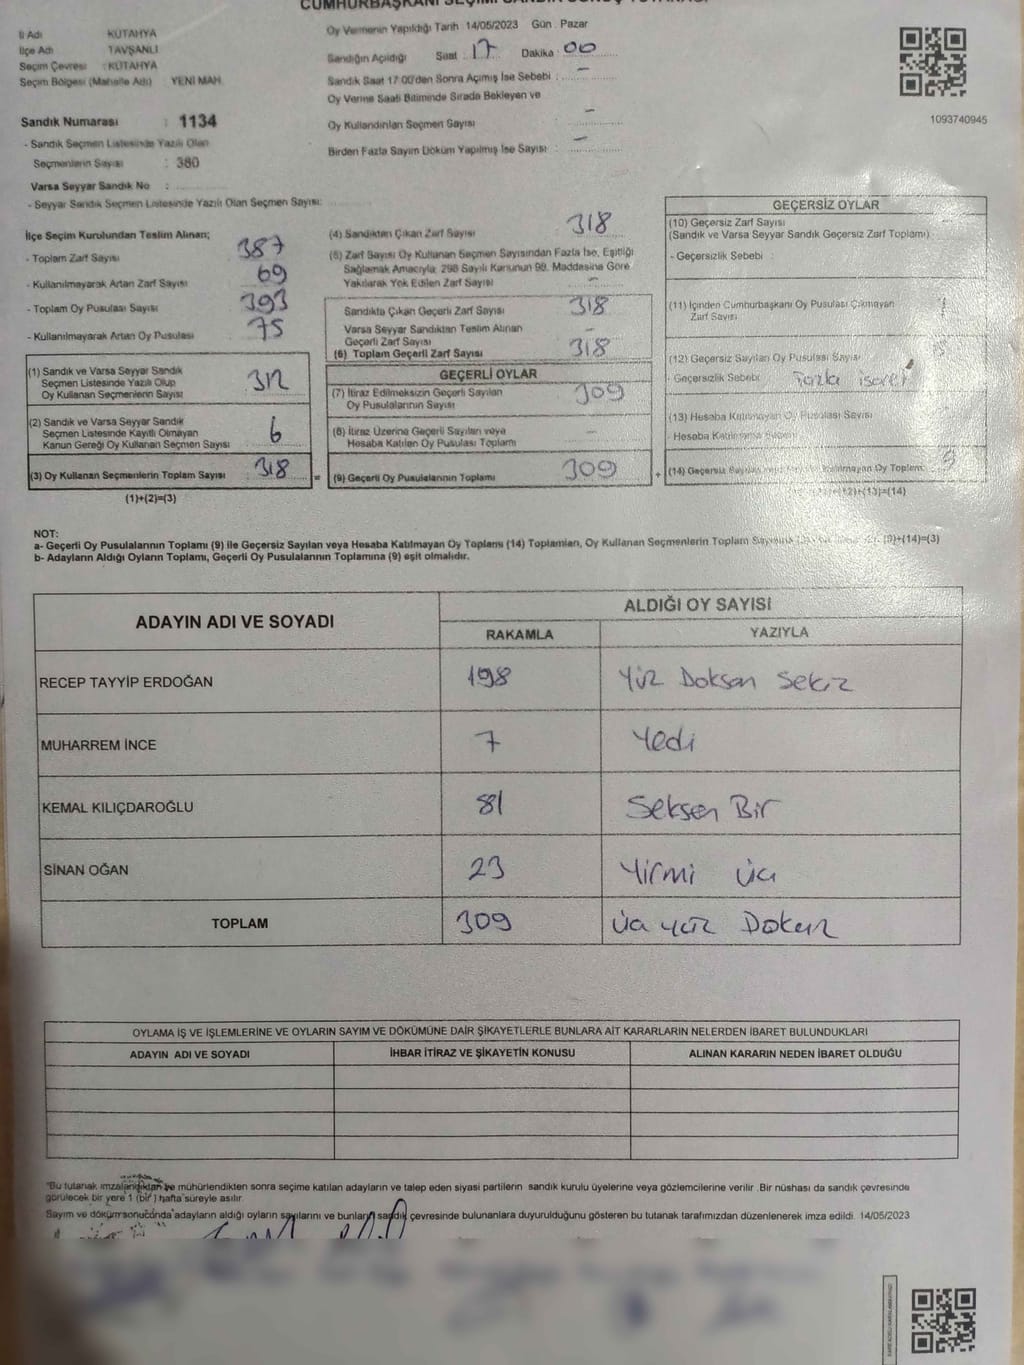 CUMHURBAŞKANI SEÇİMİ SANDIK SONUÇ TUTANAĞI
İl Adı : KÜTAHYA
İlçe Adı : TAVŞANLI
Seçim Çevresi : KÜTAHYA
Seçim Bölgesi (Mahalle Adı) YENİ MAH.
Sandık Numarası : 1134
- Sandık Seçmen Listesinde Yazılı Olan
Seçmenlerin Sayısı : 380
Varsa Seyyar Sandık No :
- Seyyar Sandık Seçmen Listesinde Yazılı Olan Seçmen Sayısı:
Oy Vermenin Yapıldığı Tarih 14/05/2023 Gün : Pazar
Sandığın Açıldığı Saat : 17 Dakika : 00
Sandık Saat 17.00'den Sonra Açılmış İse Sebebi : –
Oy Verme Saati Bitiminde Sırada Bekleyen ve
Oy Kullandırılan Seçmen Sayısı : –
Birden Fazla Sayım Döküm Yapılmış İse Sayısı : –
1093740945
İlçe Seçim Kurulundan Teslim Alınan;
- Toplam Zarf Sayısı 387
- Kullanılmayarak Artan Zarf Sayısı 69
- Toplam Oy Pusulası Sayısı 393
- Kullanılmayarak Artan Oy Pusulası 75
(1) Sandık ve Varsa Seyyar Sandık
Seçmen Listesinde Yazılı Olup
Oy Kullanan Seçmenlerin Sayısı 312
(2) Sandık ve Varsa Seyyar Sandık
Seçmen Listesinde Kayıtlı Olmayan
Kanun Gereği Oy Kullanan Seçmen Sayısı 6
(3) Oy Kullanan Seçmenlerin Toplam Sayısı 318
(1)+(2)=(3)
(4) Sandıktan Çıkan Zarf Sayısı 318
(5) Zarf Sayısı Oy Kullanan Seçmen Sayısından Fazla İse, Eşitliği
Sağlamak Amacıyla; 298 Sayılı Kanunun 98. Maddesine Göre
Yakılarak Yok Edilen Zarf Sayısı –
Sandıkta Çıkan Geçerli Zarf Sayısı 318
Varsa Seyyar Sandıktan Teslim Alınan
Geçerli Zarf Sayısı –
(6) Toplam Geçerli Zarf Sayısı 318
GEÇERLİ OYLAR
(7) İtiraz Edilmeksizin Geçerli Sayılan
Oy Pusulalarının Sayısı 309
(8) İtiraz Üzerine Geçerli Sayılan veya
Hesaba Katılan Oy Pusulası Toplamı –
= (9) Geçerli Oy Pusulalarının Toplamı 309
GEÇERSİZ OYLAR
(10) Geçersiz Zarf Sayısı
(Sandık ve Varsa Seyyar Sandık Geçersiz Zarf Toplamı)
- Geçersizlik Sebebi :
(11) İçinden Cumhurbaşkanı Oy Pusulası Çıkmayan
Zarf Sayısı
(12) Geçersiz Sayılan Oy Pusulası Sayısı
- Geçersizlik Sebebi : Fazla işaret
(13) Hesaba Katılmayan Oy Pusulası Sayısı
Hesaba Katılmama Sebebi
+ (14) Geçersiz Sayılan veya Hesaba Katılmayan Oy Toplamı 9
NOT:
a- Geçerli Oy Pusulalarının Toplamı (9) ile Geçersiz Sayılan veya Hesaba Katılmayan Oy Toplamı (14) Toplamları, Oy Kullanan Seçmenlerin Toplam Sayısına (9)+(14)=(3)
b- Adayların Aldığı Oyların Toplamı, Geçerli Oy Pusulalarının Toplamına (9) eşit olmalıdır.
ADAYIN ADI VE SOYADI ALDIĞI OY SAYISI
RAKAMLA YAZIYLA
RECEP TAYYİP ERDOĞAN 198 Yüz Doksan Sekiz
MUHARREM İNCE 7 Yedi
KEMAL KILIÇDAROĞLU 81 Seksen Bir
SİNAN OĞAN 23 Yirmi Üç
TOPLAM 309 Üç yüz Dokuz
OYLAMA İŞ VE İŞLEMLERİNE VE OYLARIN SAYIM VE DÖKÜMÜNE DAİR ŞİKAYETLERLE BUNLARA AİT KARARLARIN NELERDEN İBARET BULUNDUKLARI
ADAYIN ADI VE SOYADI İHBAR İTİRAZ VE ŞİKAYETİN KONUSU ALINAN KARARIN NEDEN İBARET OLDUĞU
*Bu tutanak imzalandıktan ve mühürlendikten sonra seçime katılan adayların ve talep eden siyasi partilerin sandık kurulu üyelerine veya gözlemcilerine verilir .Bir nüshası da sandık çevresinde
görülecek bir yere 1 (bir ) hafta süreyle asılır.
Sayım ve döküm sonucunda adayların aldığı oyların sayılarını ve bunların sandık çevresinde bulunanlara duyurulduğunu gösteren bu tutanak tarafımızdan düzenlenerek imza edildi. 14/05/2023